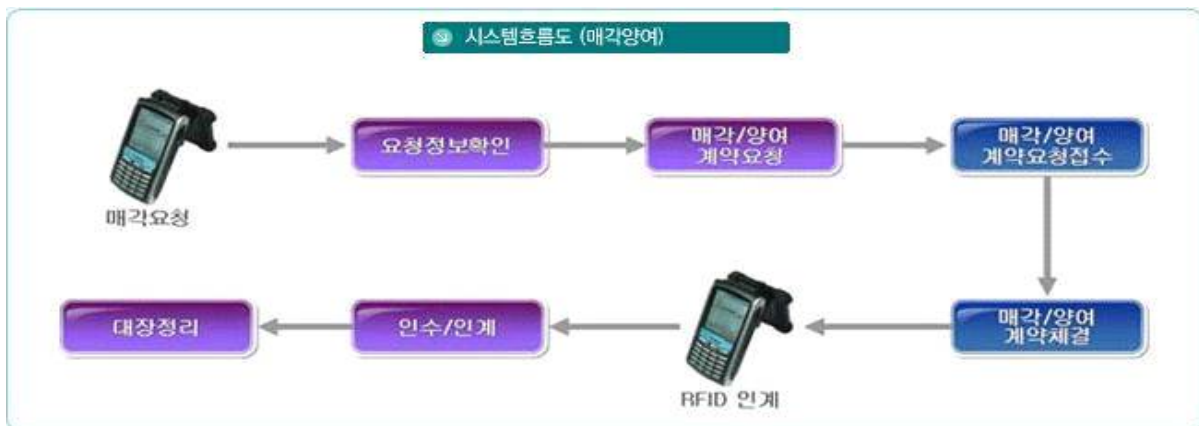 시스템흐름도 (매각양여)
매각요청
요청정보확인
매각/양여
계약요청
매각/양여
계약요청접수
매각/양여
계약체결
RFID 인계
인수/인계
대장정리